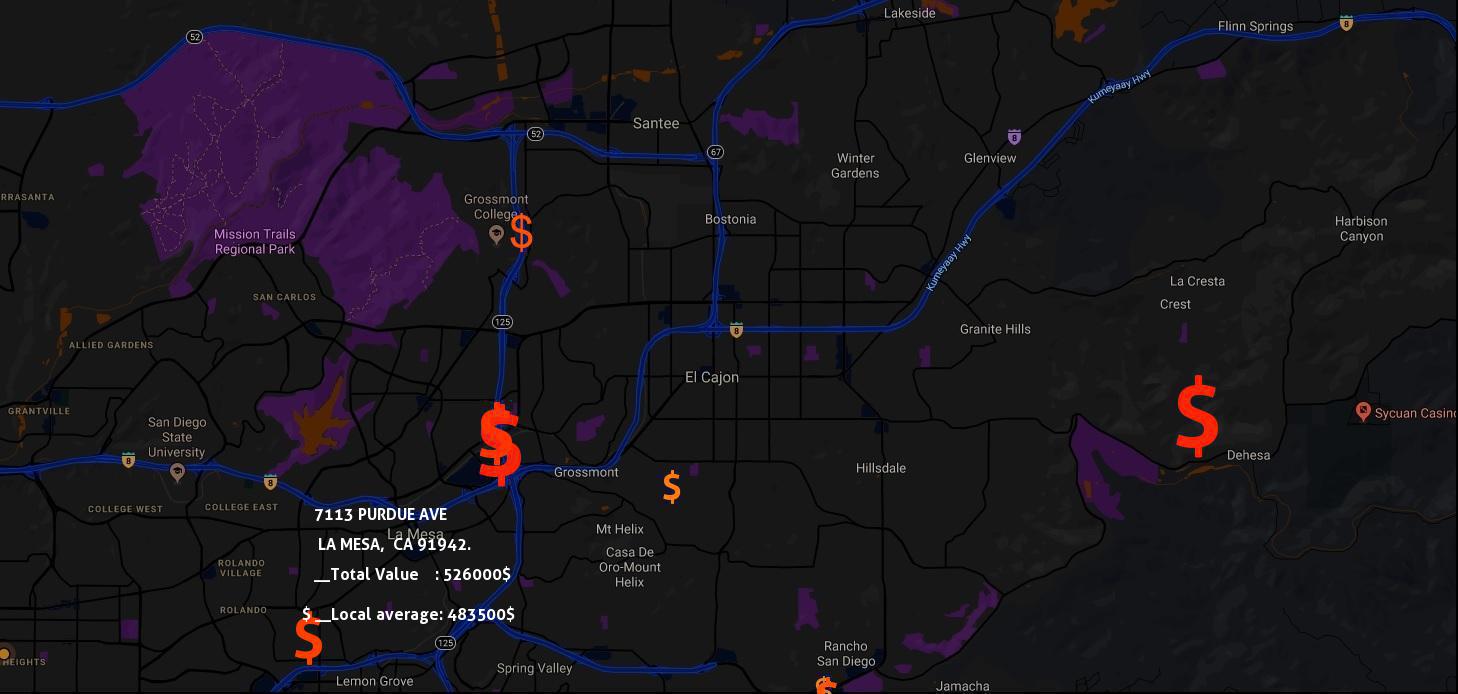 Lakeside
Flinn Springs
8
52
Kumeyaay Hwy
Santee
52
67
8
Winter
Gardens
Glenview
RRASANTA
Grossmont
College
$
Bostonia
Harbison
Canyon
Mission Trails
Regional Park
Kumeyaay Hwy
La Cresta
SAN CARLOS
Crest
125
8
Granite Hills
ALLIED GARDENS
El Cajon
GRANTVILLE
$
$
$
Sycuan Casino
San Diego
State
University
8
Grossmont
Hillsdale
Dehesa
8
$
COLLEGE WEST
COLLEGE EAST
7113 PURDUE AVE
La Mesa
LA MESA, CA 91942.
Mt Helix
Casa De
Oro-Mount
Helix
ROLANDO
VILLAGE
__Total Value : 526000$
ROLANDO
$__Local average: 483500$
$
125
HEIGHTS
Rancho
San Diego
Spring Valley
Lemon Grove
Jamacha
$